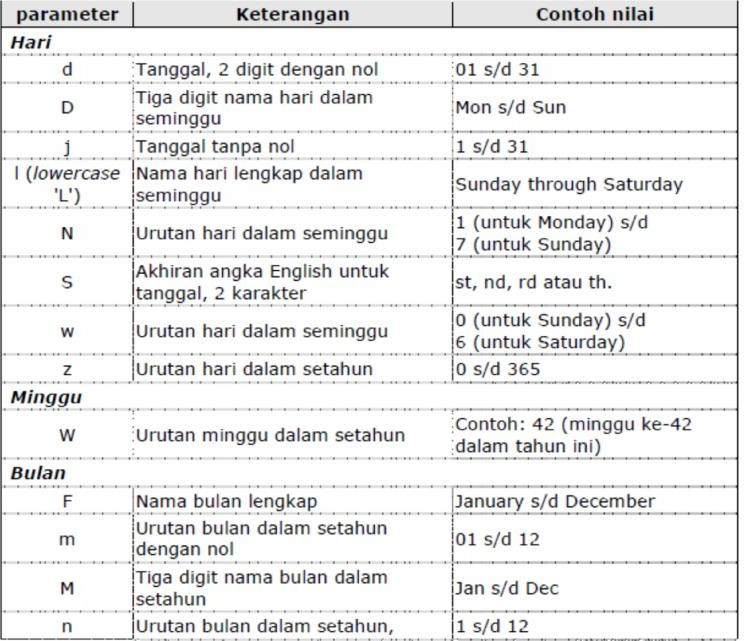 parameter Keterangan Contoh nilai
Hari
d Tanggal, 2 digit dengan nol 01 s/d 31
D Tiga digit nama hari dalam seminggu Mon s/d Sun
j Tanggal tanpa nol 1 s/d 31
l (lowercase 'L') Nama hari lengkap dalam seminggu Sunday through Saturday
N Urutan hari dalam seminggu 1 (untuk Monday) s/d 7 (untuk Sunday)
S Akhiran angka English untuk tanggal, 2 karakter st, nd, rd atau th.
w Urutan hari dalam seminggu 0 (untuk Sunday) s/d 6 (untuk Saturday)
z Urutan hari dalam setahun 0 s/d 365
Minggu
W Urutan minggu dalam setahun Contoh: 42 (minggu ke-42 dalam tahun ini)
Bulan
F Nama bulan lengkap January s/d December
m Urutan bulan dalam setahun dengan nol 01 s/d 12
M Tiga digit nama bulan dalam setahun Jan s/d Dec
n Urutan bulan dalam setahun, 1 s/d 12